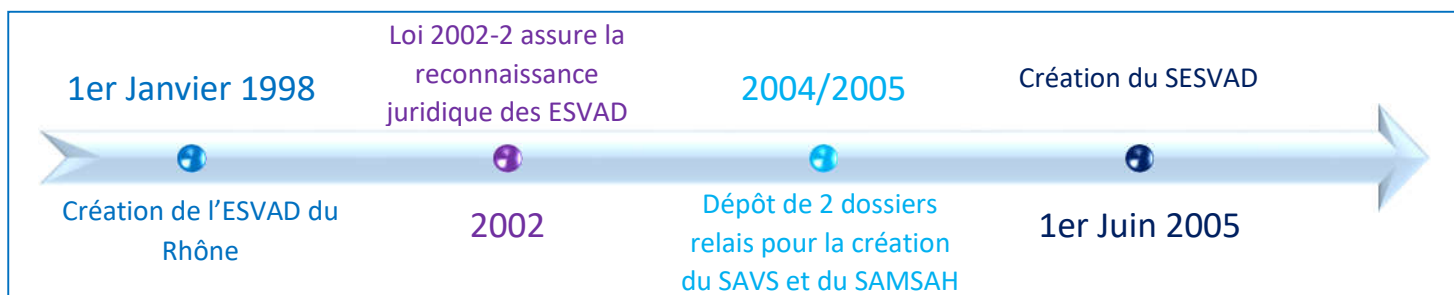 1er Janvier 1998
Création de l’ESVAD du
Rhône
Loi 2002-2 assure la
reconnaissance
juridique des ESVAD
2002
2004/2005
Dépôt de 2 dossiers
relais pour la création
du SAVS et du SAMSAH
Création du SESVAD
1er Juin 2005